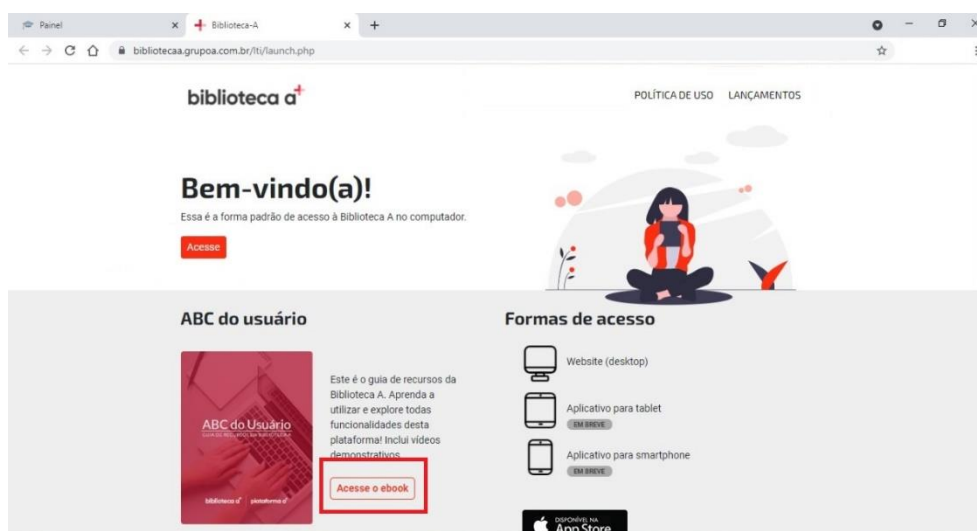 Painel
Biblioteca-A
bibliotecaa.grupoa.com.br/lti/launch.php
biblioteca a+
POLÍTICA DE USO LANÇAMENTOS
Bem-vindo(a)!
Essa é a forma padrão de acesso à Biblioteca A no computador.
Acesse
ABC do usuário
ABC do Usuário
biblioteca a+ plataforma a+
Este é o guia de recursos da
Biblioteca A. Aprenda a
utilizar e explore todas
funcionalidades desta
plataforma! Inclui vídeos
demonstrativos.
Acesse o ebook
Formas de acesso
Website (desktop)
Aplicativo para tablet
EM BREVE
Aplicativo para smartphone
EM BREVE
DISPONÍVEL NA
App Store